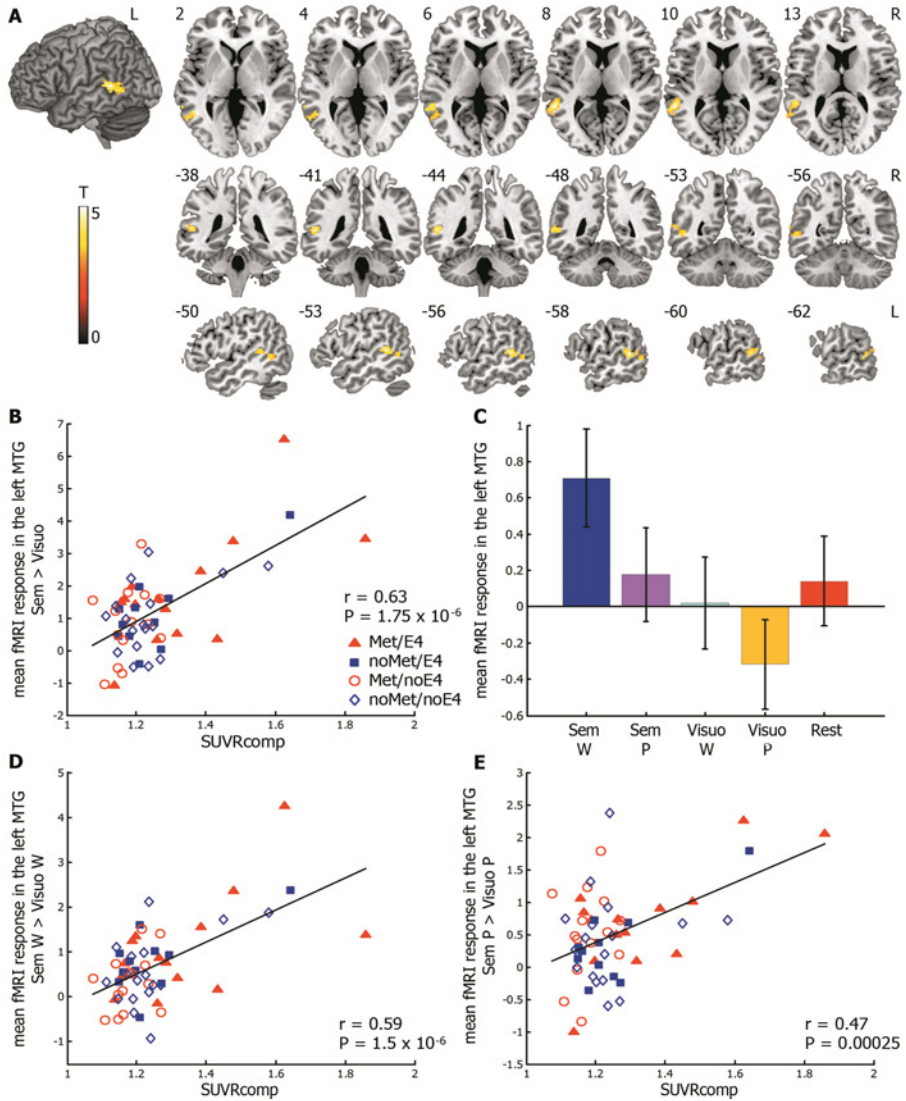 A
L
2
4
6
8
10
13
R
T
5
0
-38
-41
-44
-48
-53
-56
R
-50
-53
-56
-58
-60
-62
L
B
mean fMRI response in the left MTG
Sem > Visuo
7
6
5
4
3
2
1
0
-1
-2
1
1.2
1.4
1.6
1.8
2
SUVRcomp
r = 0.63
P = 1.75 x 10-6
Met/E4
noMet/E4
Met/noE4
noMet/noE4
C
mean fMRI response in the left MTG
1
0.8
0.6
0.4
0.2
0
-0.2
-0.4
-0.6
Sem W
Sem P
Visuo W
Visuo P
Rest
D
mean fMRI response in the left MTG
Sem W > Visuo W
5
4
3
2
1
0
-1
1
1.2
1.4
1.6
1.8
2
SUVRcomp
r = 0.59
P = 1.5 x 10-6
E
mean fMRI response in the left MTG
Sem P > Visuo P
3
2.5
2
1.5
1
0.5
0
0.5
-1
-1.5
1
1.2
1.4
1.6
1.8
2
SUVRcomp
r = 0.47
P = 0.00025